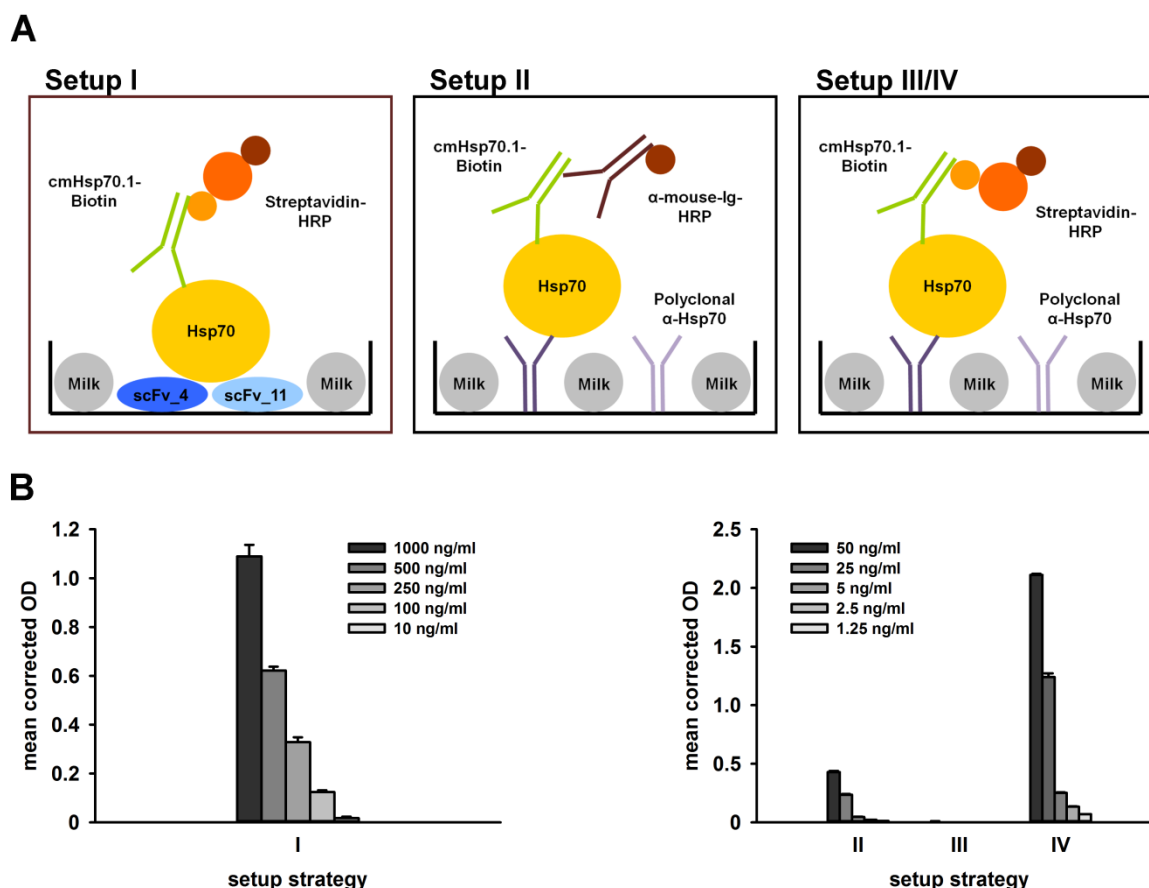 A
Setup I
cmHsp70.1-
Biotin
Streptavidin-
HRP
Hsp70
Milk
scFv_4
scFv_11
Milk
Setup II
cmHsp70.1-
Biotin
α-mouse-Ig-
HRP
Hsp70
Polyclonal
α-Hsp70
Milk
Milk
Milk
Setup III/IV
cmHsp70.1-
Biotin
Streptavidin-
HRP
Hsp70
Polyclonal
α-Hsp70
Milk
Milk
Milk
B
mean corrected OD
1.2
1.0
0.8
0.6
0.4
0.2
0
1000 ng/ml
500 ng/ml
250 ng/ml
100 ng/ml
10 ng/ml
I
setup strategy
mean corrected OD
2.5
2.0
1.5
1.0
0.5
0
50 ng/ml
25 ng/ml
5 ng/ml
2.5 ng/ml
1.25 ng/ml
II
III
IV
setup strategy